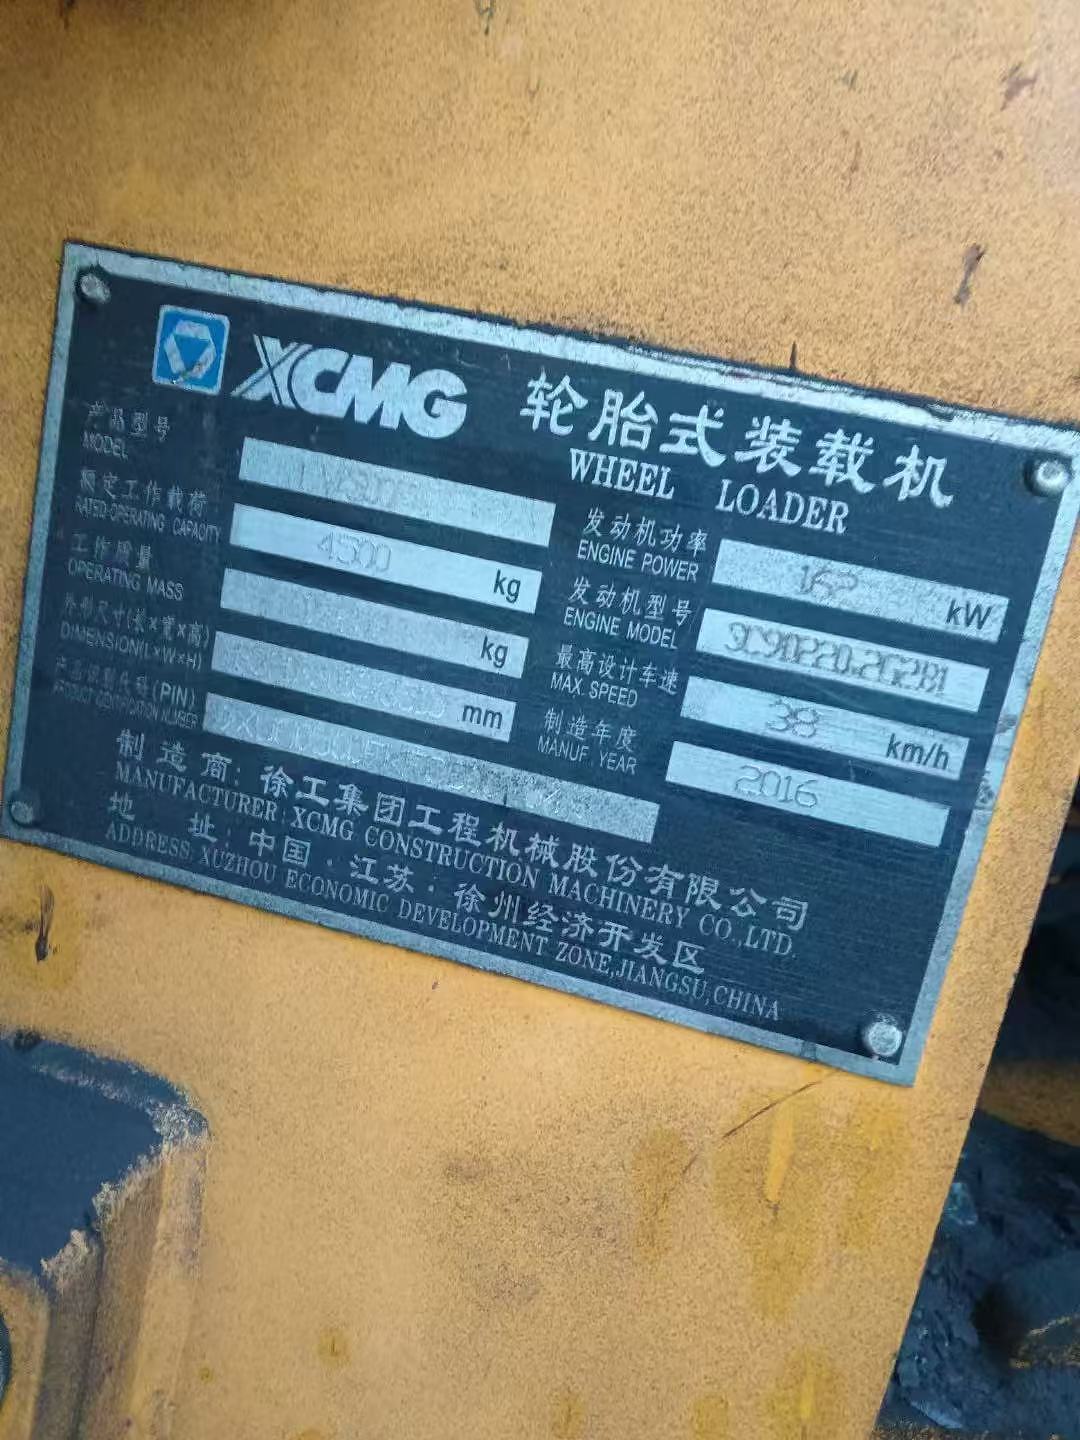 XCMG 轮胎式装载机
WHEEL LOADER
产品型号
MODEL
额定工作载荷
RATED OPERATING CAPACITY
4500 kg
工作质量
OPERATING MASS
kg
外形尺寸(长×宽×高)
DIMENSION(L×W×H)
mm
产品识别代码(PIN)
PRODUCT IDENTIFICATION NUMBER
发动机功率
ENGINE POWER
162 kW
发动机型号
ENGINE MODEL
最高设计车速
MAX. SPEED
38 km/h
制造年度
MANUF. YEAR
2016
制造商:徐工集团工程机械股份有限公司
MANUFACTURER:XCMG CONSTRUCTION MACHINERY CO.,LTD.
地 址:中国·江苏·徐州经济开发区
ADDRESS:XUZHOU ECONOMIC DEVELOPMENT ZONE,JIANGSU,CHINA